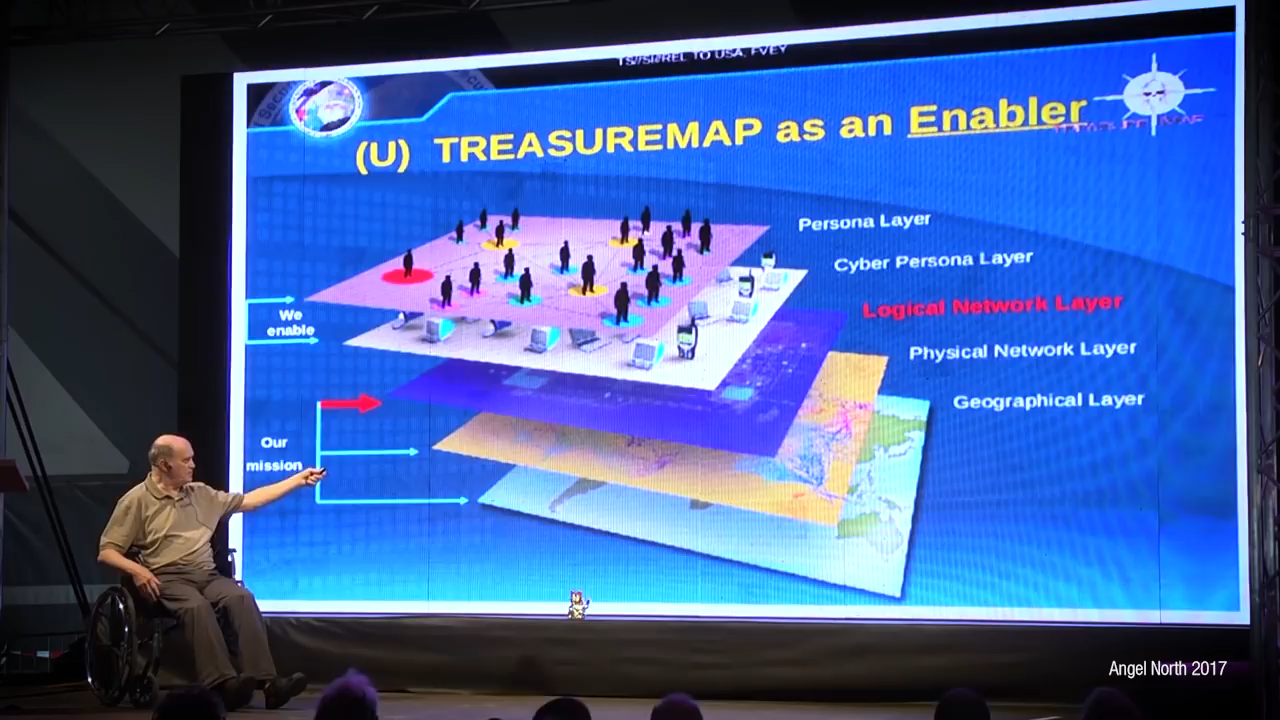 TS//SI//REL TO USA, FVEY
(U) TREASUREMAP as an Enabler
Persona Layer
Cyber Persona Layer
Logical Network Layer
Physical Network Layer
Geographical Layer
We
enable
Our
mission
Angel North 2017